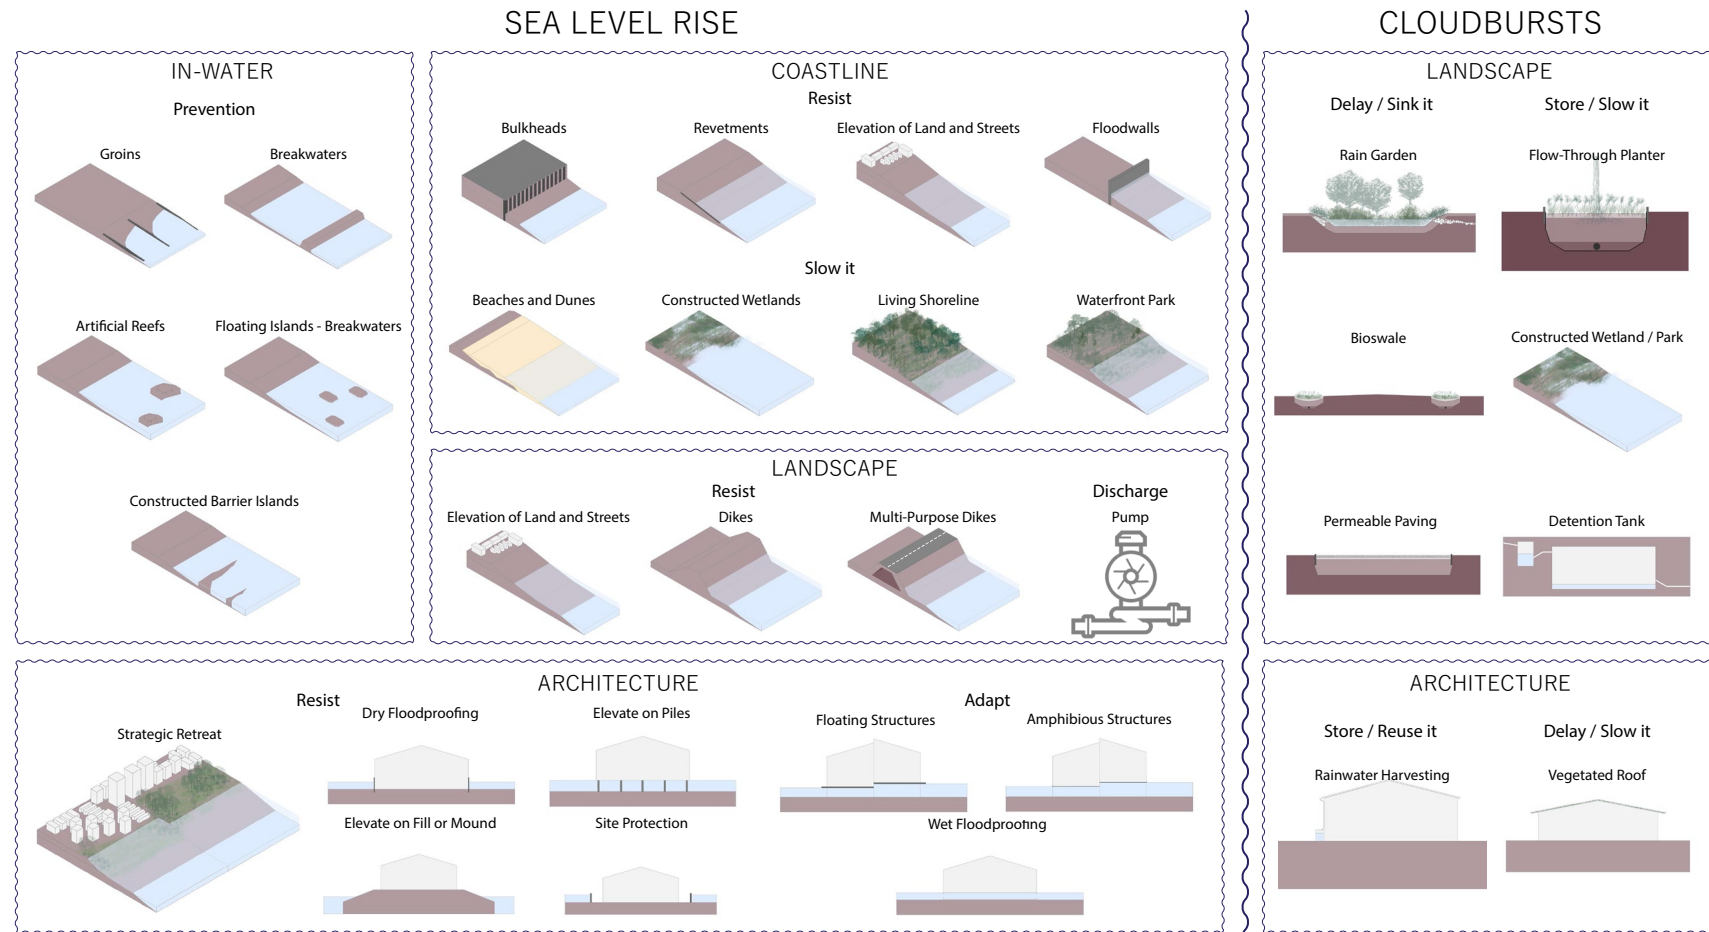 SEA LEVEL RISE
CLOUDBURSTS
IN-WATER
Prevention
Groins
Breakwaters
Artificial Reefs
Floating Islands - Breakwaters
Constructed Barrier Islands
COASTLINE
Resist
Bulkheads
Revetments
Elevation of Land and Streets
Floodwalls
Slow it
Beaches and Dunes
Constructed Wetlands
Living Shoreline
Waterfront Park
LANDSCAPE
Resist
Discharge
Elevation of Land and Streets
Dikes
Multi-Purpose Dikes
Pump
ARCHITECTURE
Resist
Adapt
Strategic Retreat
Dry Floodproofing
Elevate on Piles
Floating Structures
Amphibious Structures
Elevate on Fill or Mound
Site Protection
Wet Floodproofing
LANDSCAPE
Delay / Sink it
Store / Slow it
Rain Garden
Flow-Through Planter
Bioswale
Constructed Wetland / Park
Permeable Paving
Detention Tank
ARCHITECTURE
Store / Reuse it
Delay / Slow it
Rainwater Harvesting
Vegetated Roof